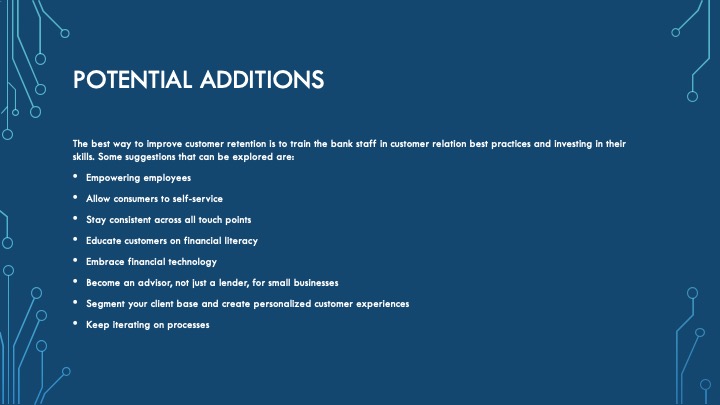 POTENTIAL ADDITIONS
The best way to improve customer retention is to train the bank staff in customer relation best practices and investing in their
skills. Some suggestions that can be explored are:
• Empowering employees
• Allow consumers to self-service
• Stay consistent across all touch points
• Educate customers on financial literacy
• Embrace financial technology
• Become an advisor, not just a lender, for small businesses
• Segment your client base and create personalized customer experiences
• Keep iterating on processes